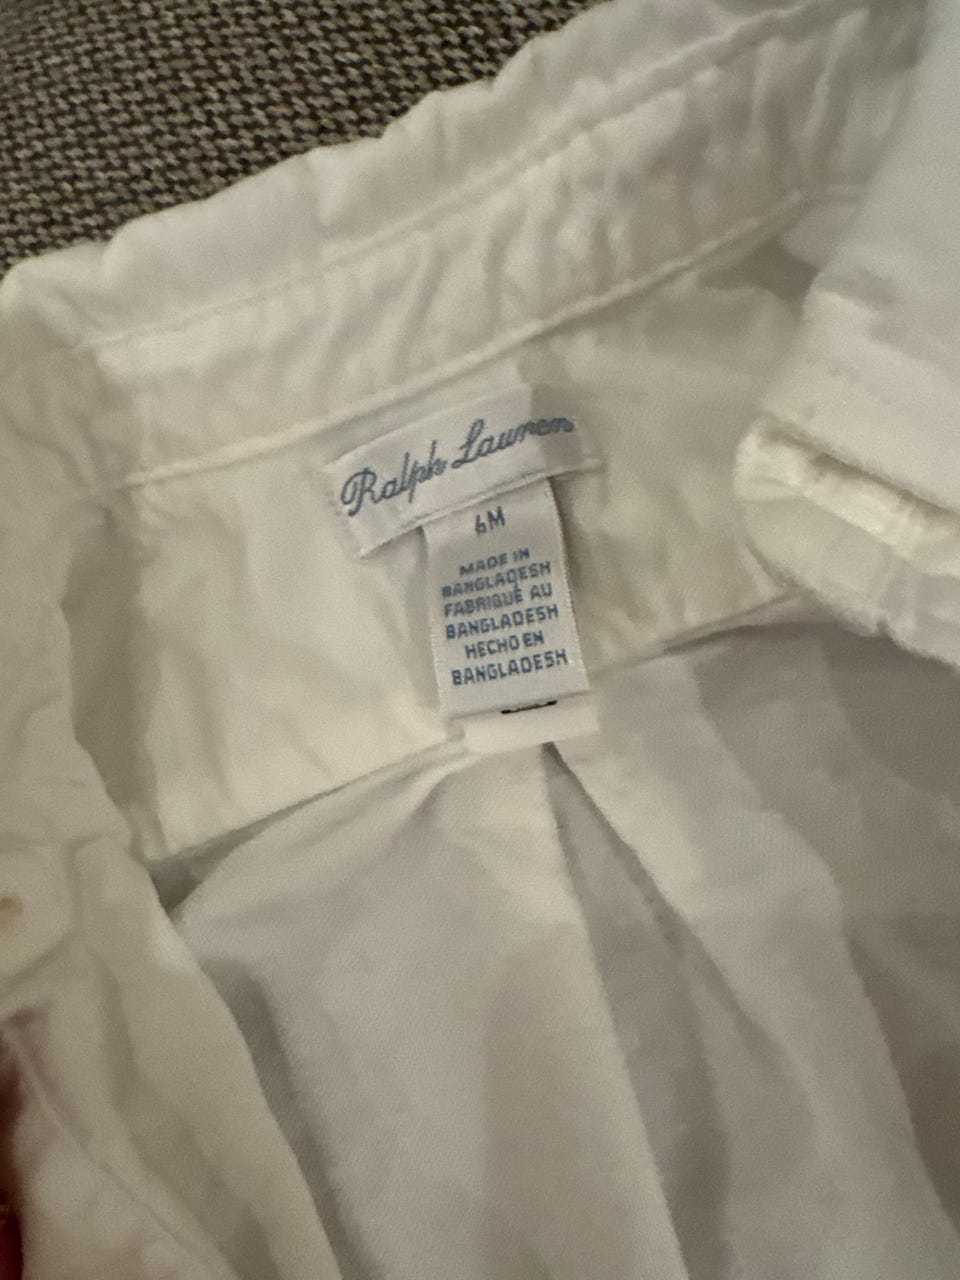 Ralph Lauren
6M
MADE IN
BANGLADESH
FABRIQUÉ AU
BANGLADESH
HECHO EN
BANGLADESH